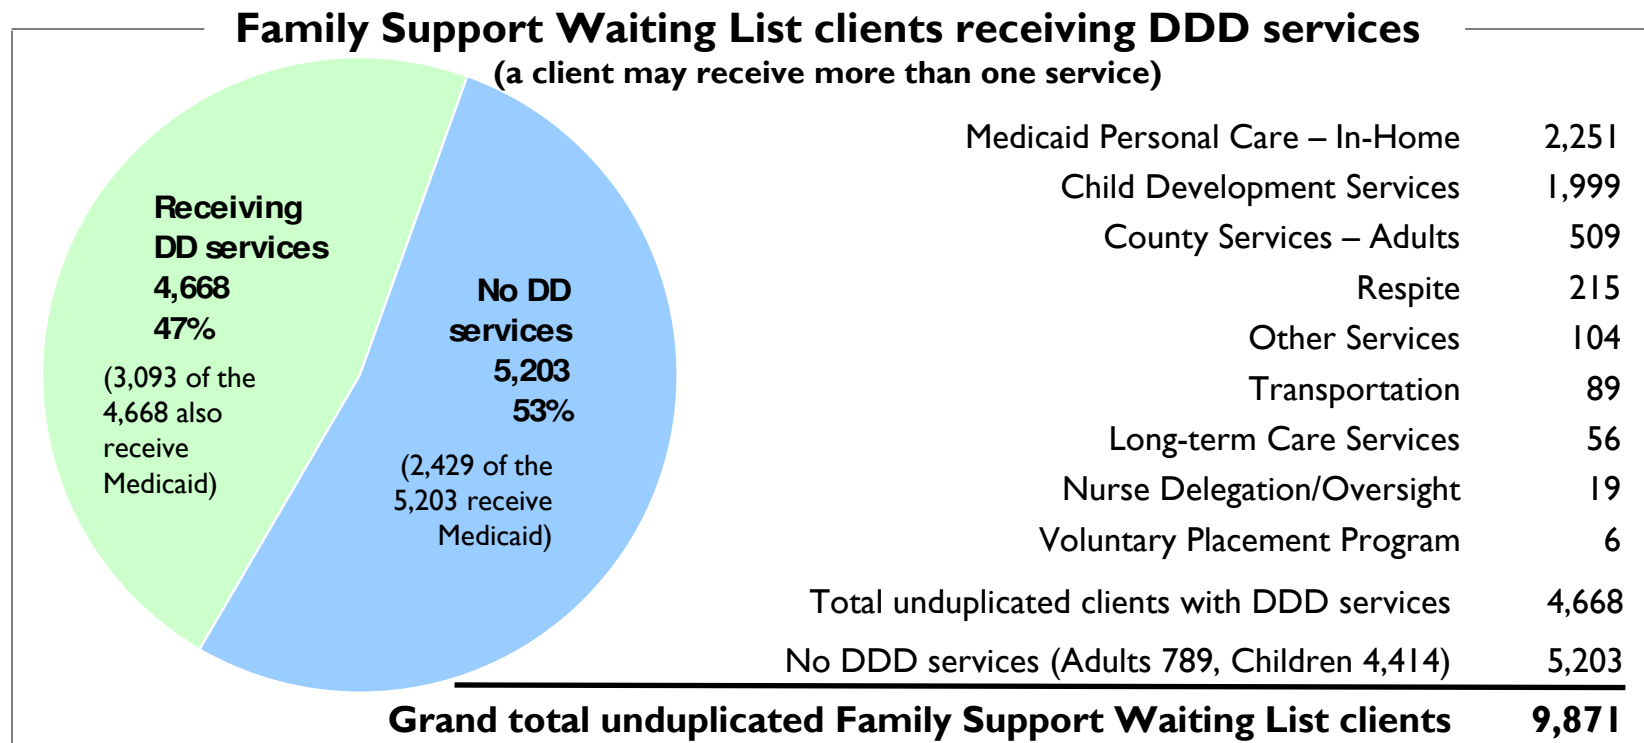 Family Support Waiting List clients receiving DDD services
(a client may receive more than one service)
Receiving
DD services
4,668
47%
(3,093 of the
4,668 also
receive
Medicaid)
No DD
services
5,203
53%
(2,429 of the
5,203 receive
Medicaid)
Medicaid Personal Care – In-Home 2,251
Child Development Services 1,999
County Services – Adults 509
Respite 215
Other Services 104
Transportation 89
Long-term Care Services 56
Nurse Delegation/Oversight 19
Voluntary Placement Program 6
Total unduplicated clients with DDD services 4,668
No DDD services (Adults 789, Children 4,414) 5,203
Grand total unduplicated Family Support Waiting List clients 9,871